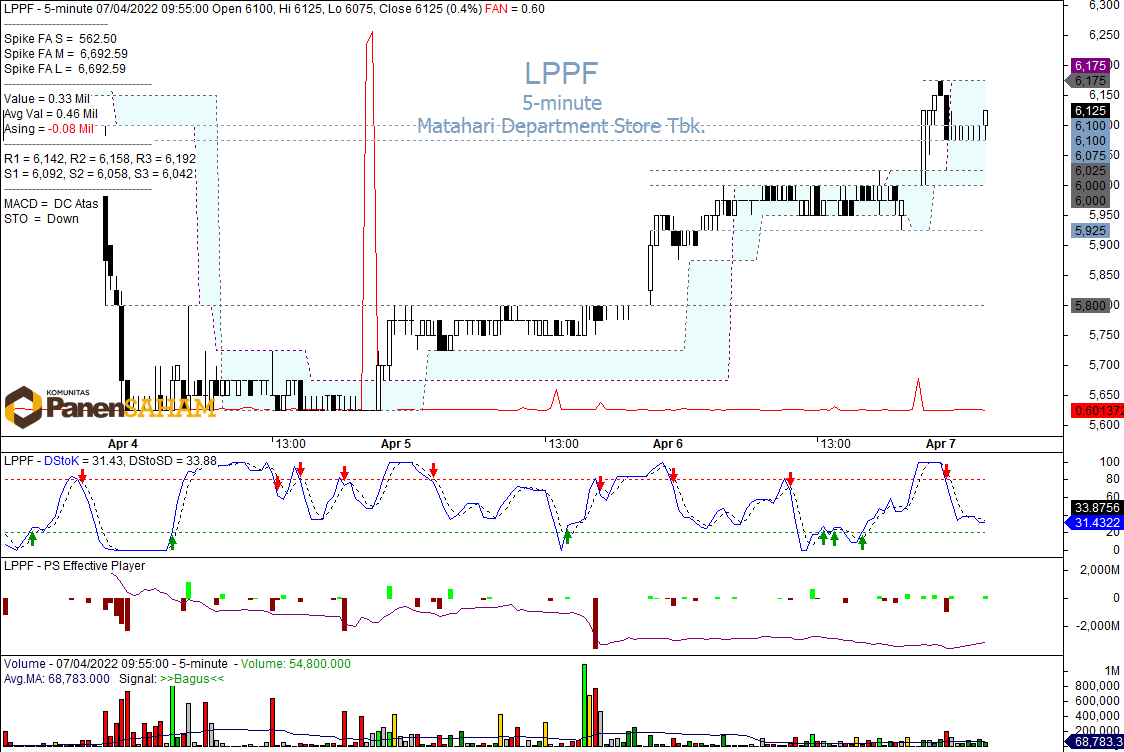 LPPF - 5-minute 07/04/2022 09:55:00 Open 6100, Hi 6125, Lo 6075, Close 6125 (0.4%) FAN = 0.60
Spike FA S = 562.50
Spike FA M = 6,692.59
Spike FA L = 6,692.59
Value = 0.33 Mil
Avg Val = 0.46 Mil
Asing = -0.08 Mil
R1 = 6,142, R2 = 6,158, R3 = 6,192
S1 = 6,092, S2 = 6,058, S3 = 6,042
MACD = DC Atas
STO = Down
LPPF
5-minute
Matahari Department Store Tbk.
KOMUNITAS
PanenSAHAM
6,300
6,250
6,175
6,175
6,150
6,125
6,100
6,100
6,075
6,025
6,000
6,000
5,950
5,925
5,900
5,850
5,800
5,750
5,700
5,650
0.601372
5,600
Apr 4
13:00
Apr 5
13:00
Apr 6
13:00
Apr 7
LPPF - DStoK = 31.43, DStoSD = 33.88
100
80
60
33.8756
31.4322
20
0
LPPF - PS Effective Player
2,000M
0
-2,000M
Volume - 07/04/2022 09:55:00 - 5-minute - Volume: 54,800.000
Avg.MA: 68,783.000 Signal: >>Bagus<<
1M
800,000
600,000
400,000
200,000
68,783.3